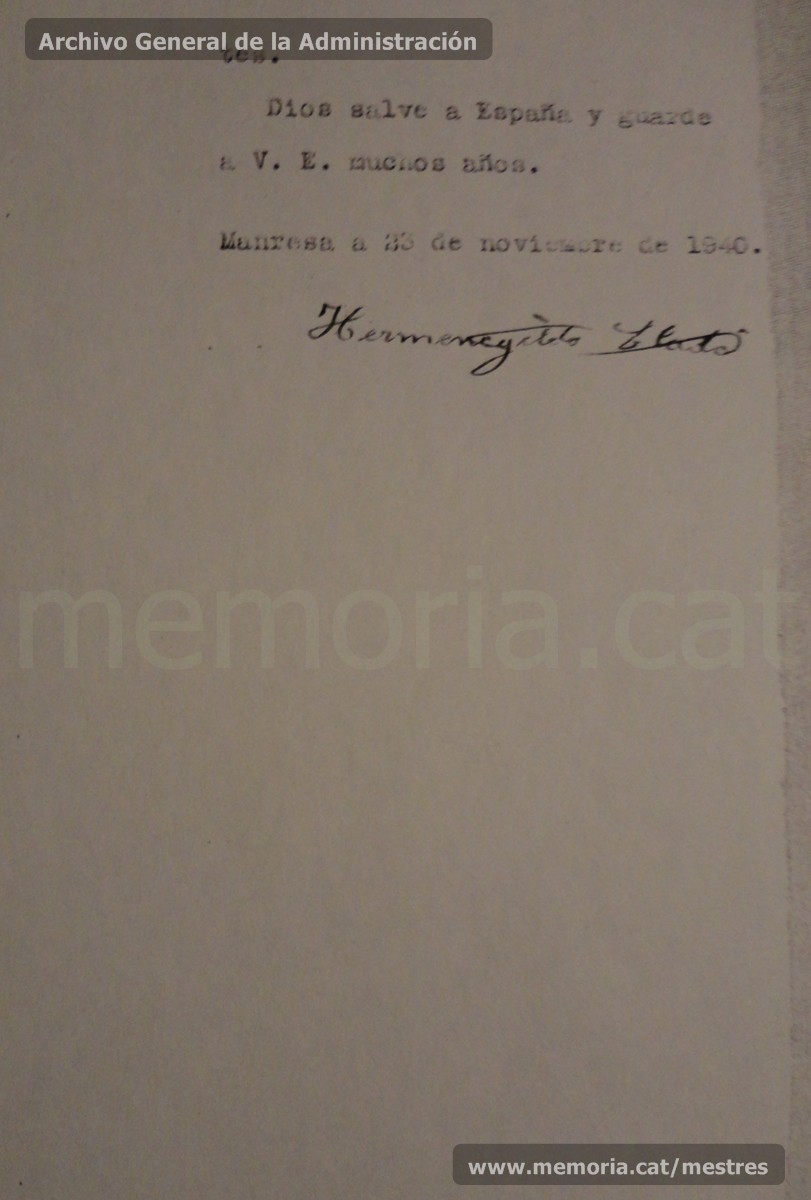 Archivo General de la Administración
tes.
Dios salve a España y guarde
a V. E. muchos años.
Manresa a 23 de noviembre de 1940.
Hermenegildo
memoria.cat
www.memoria.cat/mestres